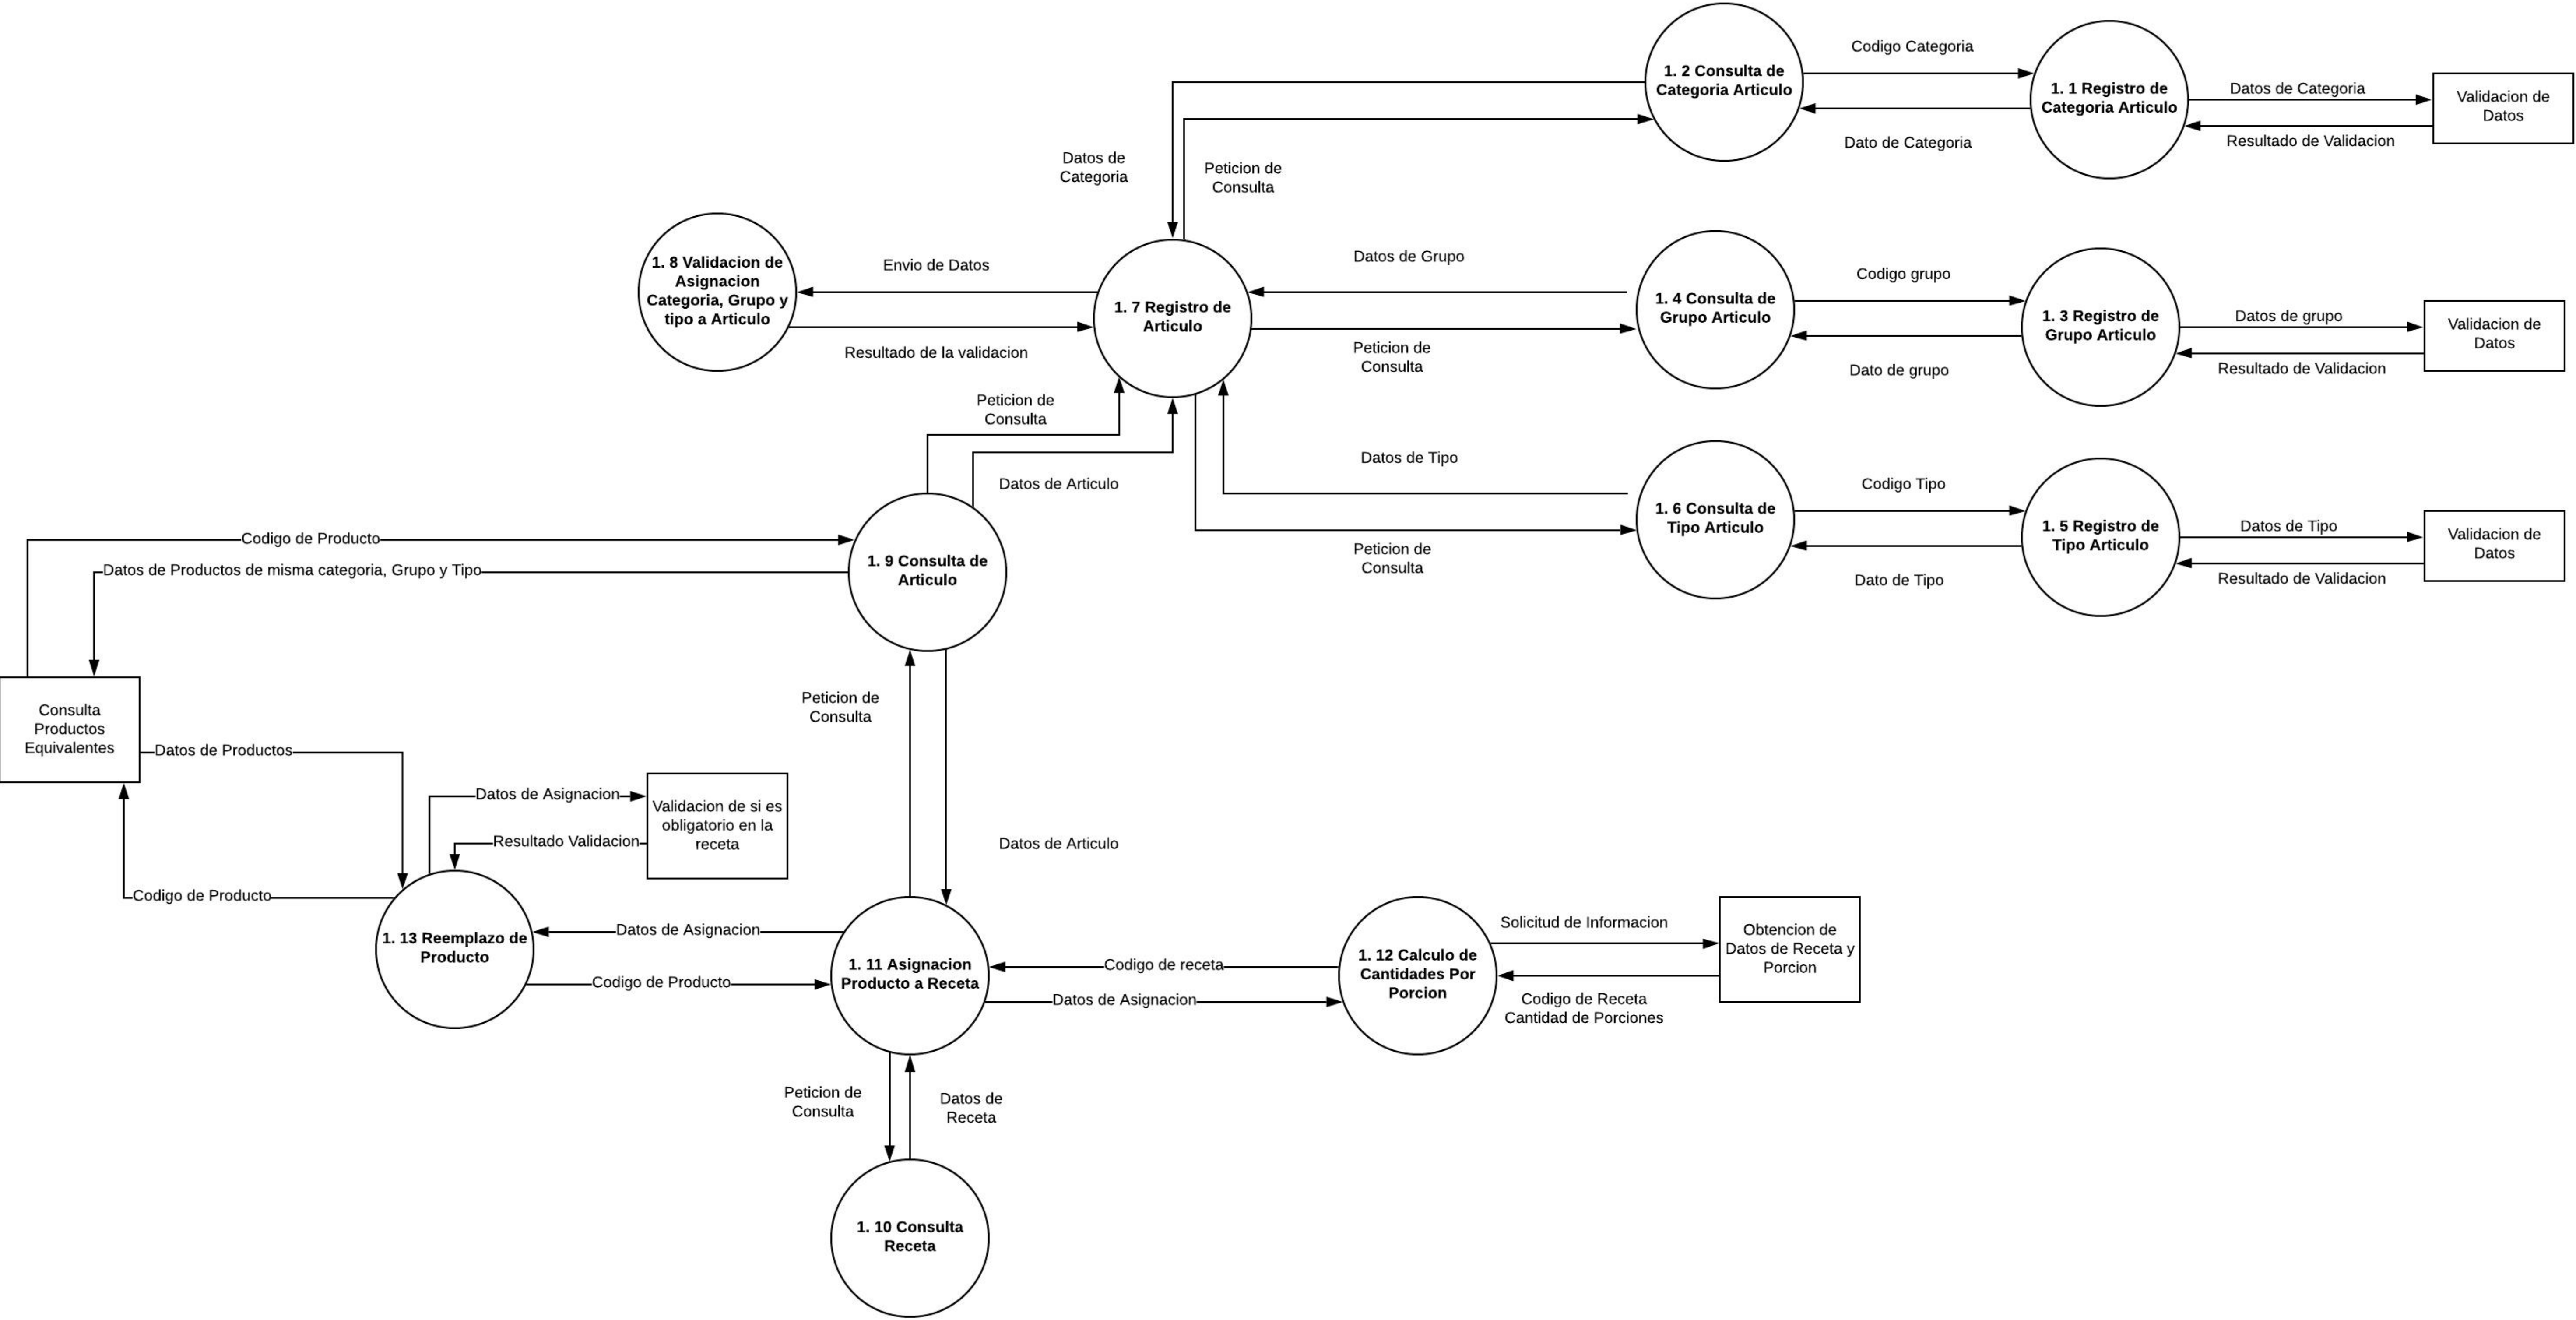 Codigo Categoria
1. 2 Consulta de
Categoria Articulo
1. 1 Registro de
Categoria Articulo
Datos de Categoria
Validacion de
Datos
Dato de Categoria
Resultado de Validacion
Datos de
Categoria
Peticion de
Consulta
1. 8 Validacion de
Asignacion
Categoria, Grupo y
tipo a Articulo
Envio de Datos
Resultado de la validacion
1. 7 Registro de
Articulo
Datos de Grupo
Peticion de
Consulta
1. 4 Consulta de
Grupo Articulo
Codigo grupo
Dato de grupo
1. 3 Registro de
Grupo Articulo
Datos de grupo
Resultado de Validacion
Validacion de
Datos
Peticion de
Consulta
Datos de Articulo
Datos de Tipo
Peticion de
Consulta
1. 6 Consulta de
Tipo Articulo
Codigo Tipo
Dato de Tipo
1. 5 Registro de
Tipo Articulo
Datos de Tipo
Resultado de Validacion
Validacion de
Datos
Codigo de Producto
Datos de Productos de misma categoria, Grupo y Tipo
1. 9 Consulta de
Articulo
Consulta
Productos
Equivalentes
Peticion de
Consulta
Datos de Productos
Datos de Asignacion
Resultado Validacion
Validacion de si es
obligatorio en la
receta
Datos de Articulo
Codigo de Producto
1. 13 Reemplazo de
Producto
Datos de Asignacion
Codigo de Producto
1. 11 Asignacion
Producto a Receta
Codigo de receta
Datos de Asignacion
1. 12 Calculo de
Cantidades Por
Porcion
Solicitud de Informacion
Codigo de Receta
Cantidad de Porciones
Obtencion de
Datos de Receta y
Porcion
Peticion de
Consulta
Datos de
Receta
1. 10 Consulta
Receta